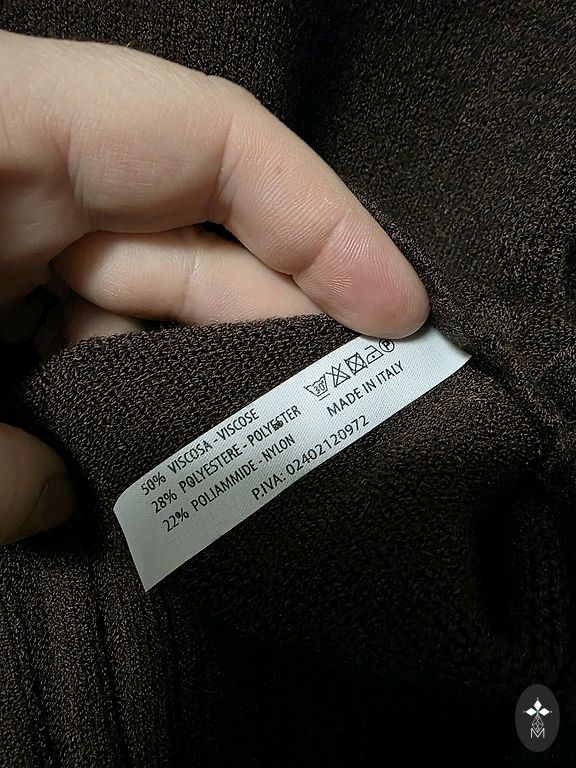 50% VISCOSA - VISCOSE
28% POLYESTERE - POLYESTER
22% POLIAMMIDE - NYLON
P.IVA: 02402120972
MADE IN ITALY